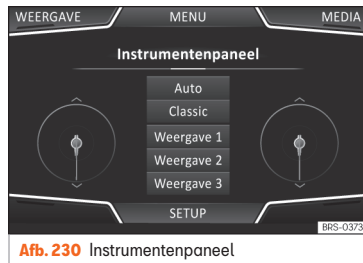 WEERGAVE MENU MEDIA
Instrumentenpaneel
Auto
Classic
Weergave 1
Weergave 2
Weergave 3
SETUP
BRS-0373
Afb. 230 Instrumentenpaneel